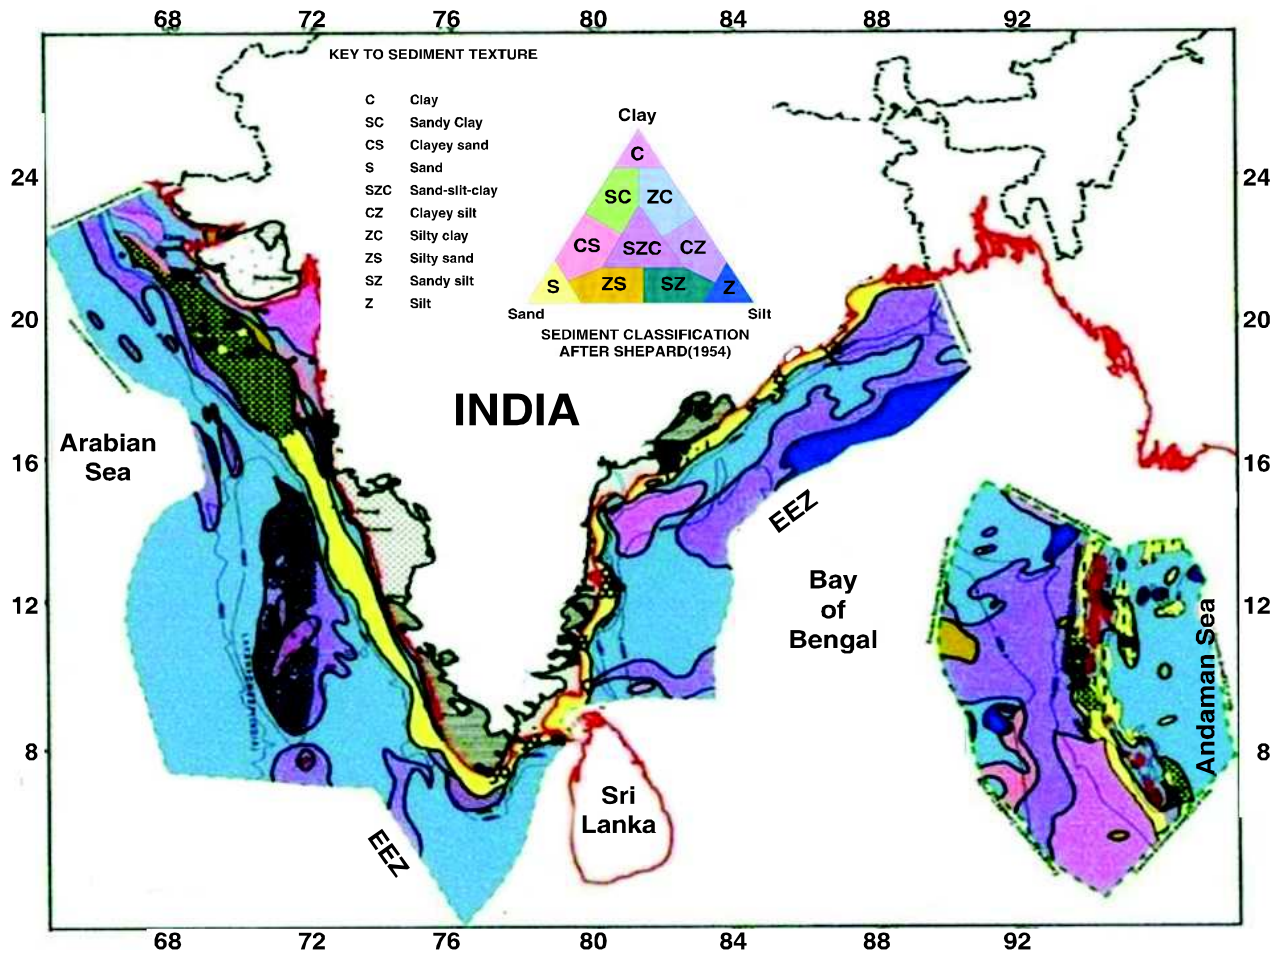 68 72 76 80 84 88 92
KEY TO SEDIMENT TEXTURE
C Clay
SC Sandy Clay
CS Clayey sand
S Sand
SZC Sand-slit-clay
CZ Clayey silt
ZC Silty clay
ZS Silty sand
SZ Sandy silt
Z Silt
Clay
C
SC ZC
CS SZC CZ
S ZS SZ Z
Sand Silt
SEDIMENT CLASSIFICATION
AFTER SHEPARD(1954)
24 24
20 20
INDIA
Arabian
Sea
16 16
EEZ
Bay
of
Bengal
12 12
Andaman Sea
8 8
Sri
Lanka
EEZ
68 72 76 80 84 88 92